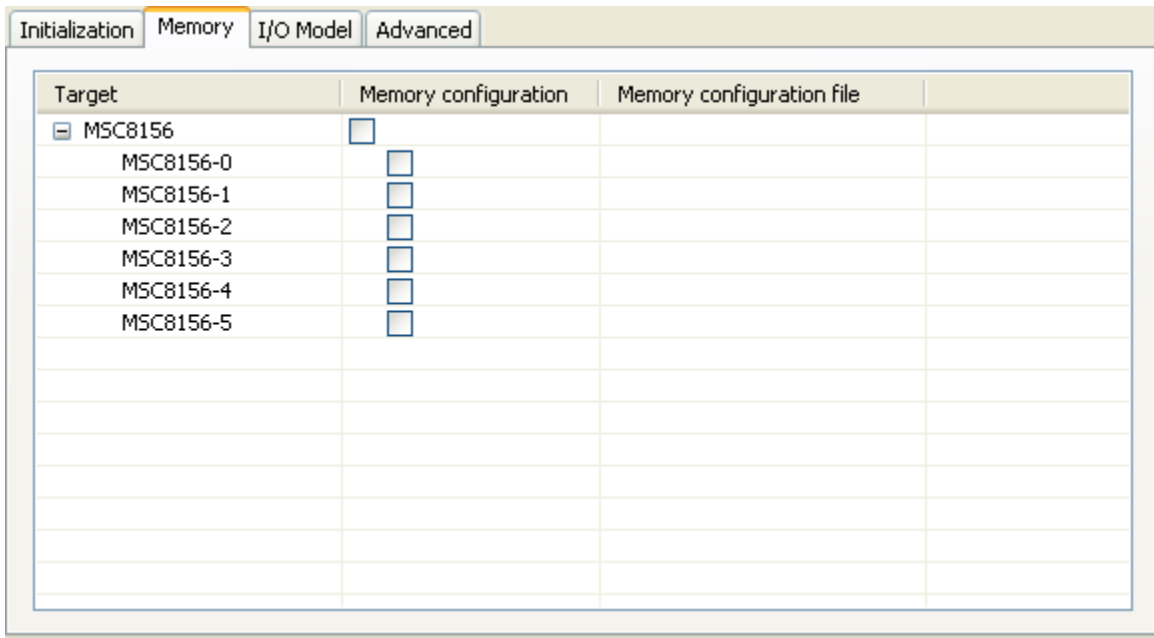 Initialization Memory I/O Model Advanced
Target Memory configuration Memory configuration file
MSC8156
MSC8156-0
MSC8156-1
MSC8156-2
MSC8156-3
MSC8156-4
MSC8156-5